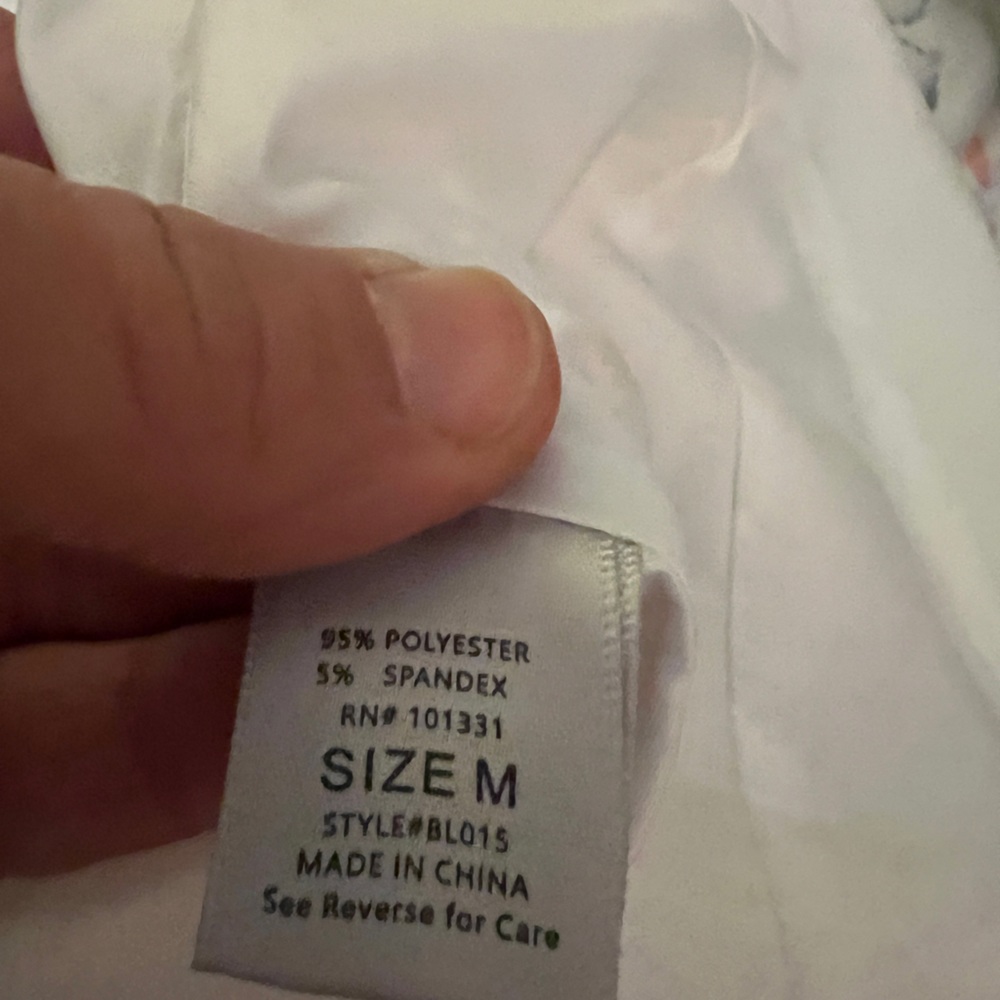 95% POLYESTER
5% SPANDEX
RN# 101331
SIZE M
STYLE#BL015
MADE IN CHINA
See Reverse for Care